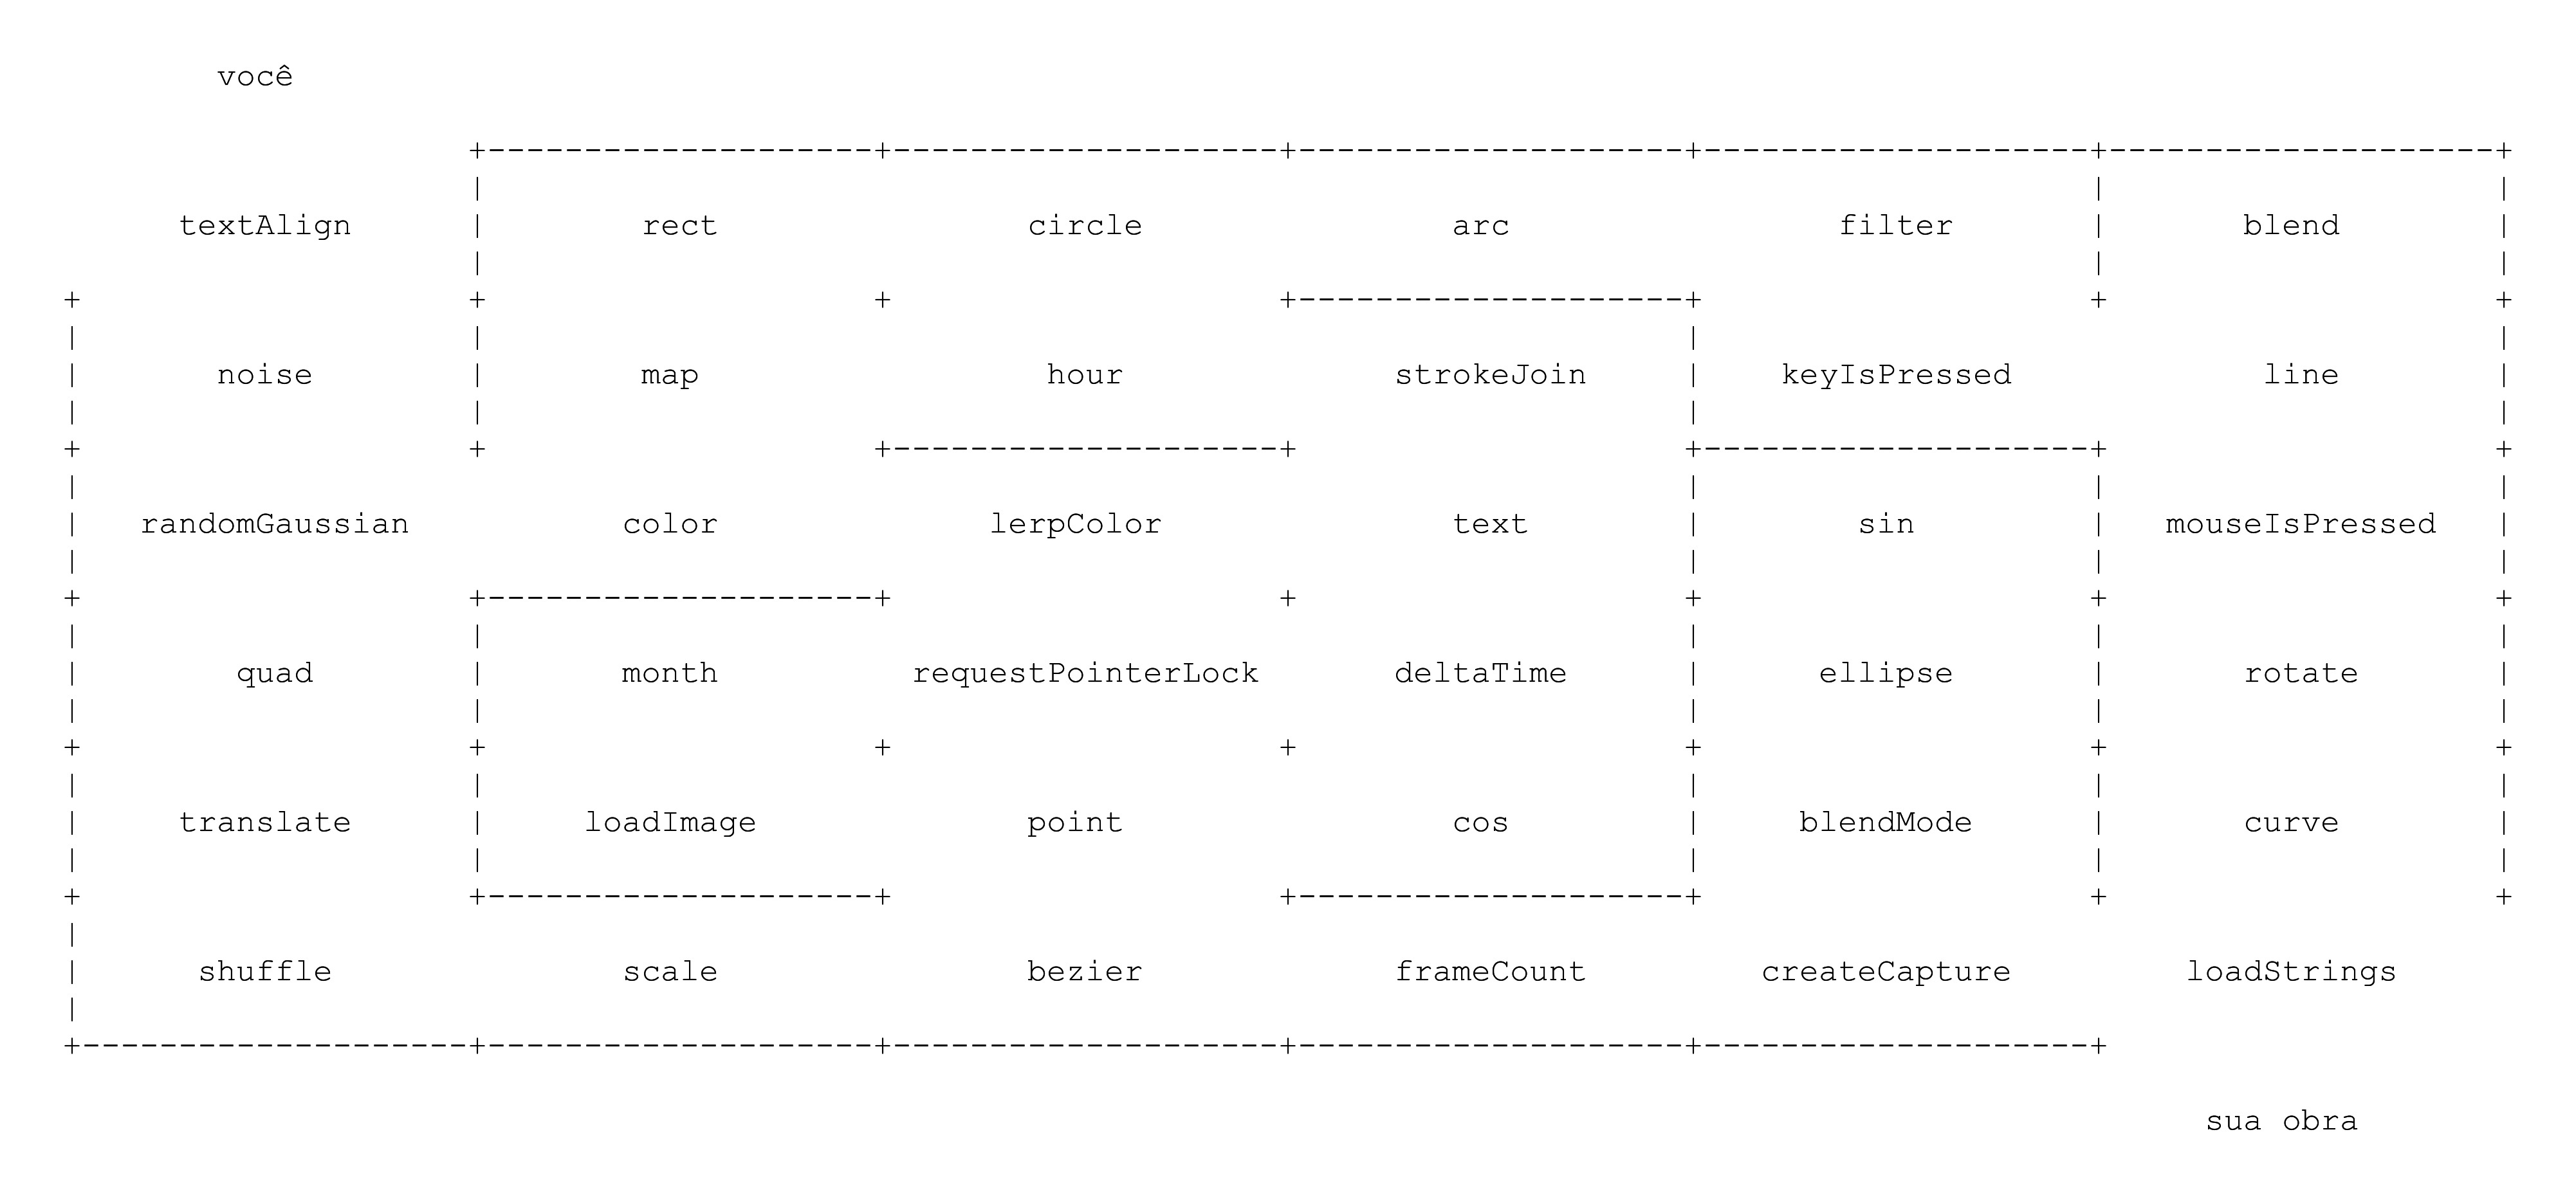 você
textAlign rect circle arc filter blend
noise map hour strokeJoin keyIsPressed line
randomGaussian color lerpColor text sin mouseIsPressed
quad month requestPointerLock deltaTime ellipse rotate
translate loadImage point cos blendMode curve
shuffle scale bezier frameCount createCapture loadStrings
sua obra